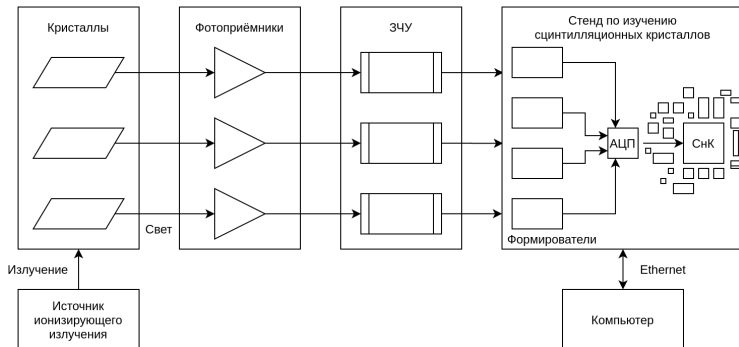 Кристаллы
Фотоприёмники
ЗЧУ
Стенд по изучению
сцинтилляционных кристаллов
АЦП
СнК
Свет
Формирователи
Излучение
Ethernet
Источник
ионизирующего
излучения
Компьютер